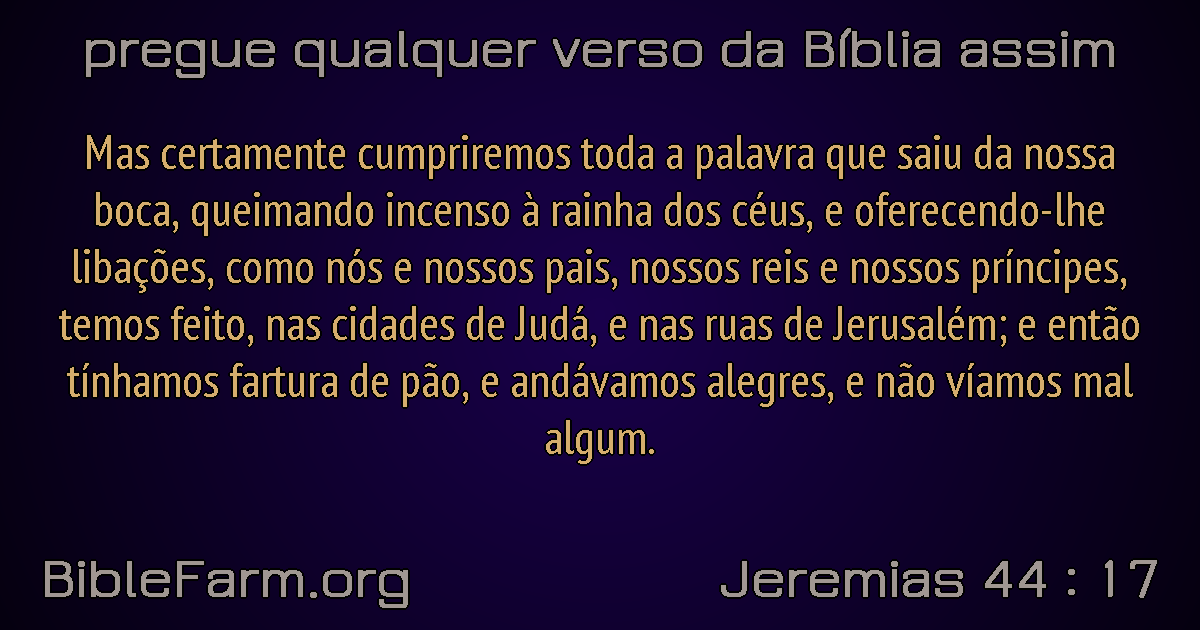 pregue qualquer verso da Bíblia assim
Mas certamente cumpriremos toda a palavra que saiu da nossa
boca, queimando incenso à rainha dos céus, e oferecendo-lhe
libações, como nós e nossos pais, nossos reis e nossos príncipes,
temos feito, nas cidades de Judá, e nas ruas de Jerusalém; e então
tínhamos fartura de pão, e andávamos alegres, e não víamos mal
algum.
BibleFarm.org
Jeremias 44 : 17